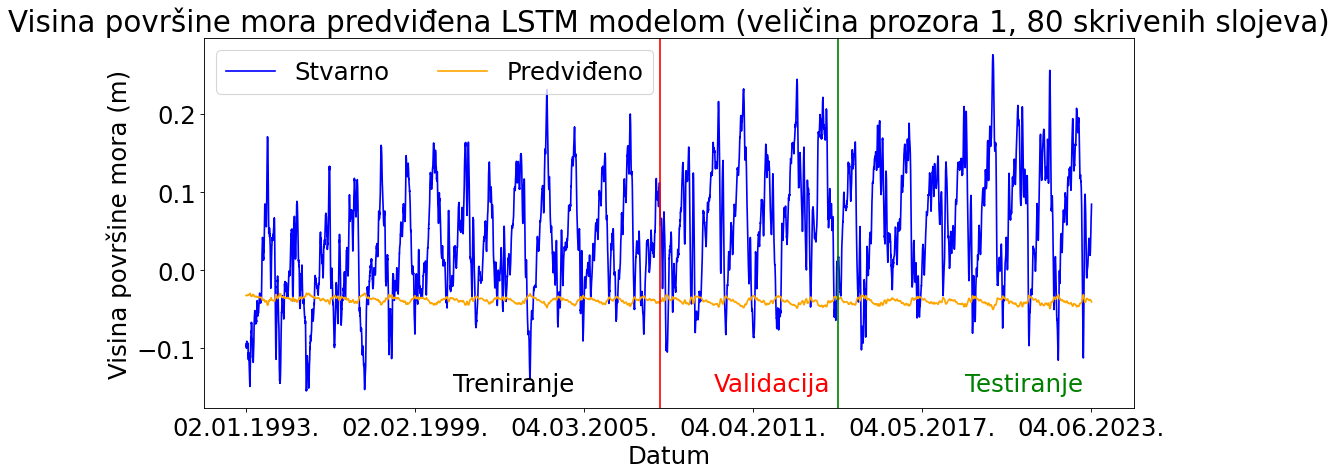 Visina površine mora predviđena LSTM modelom (veličina prozora 1, 80 skrivenih slojeva)
Stvarno Predviđeno
Visina površine mora (m)
0.2
0.1
0.0
−0.1
Treniranje Validacija Testiranje
02.01.1993. 02.02.1999. 04.03.2005. 04.04.2011. 04.05.2017. 04.06.2023.
Datum